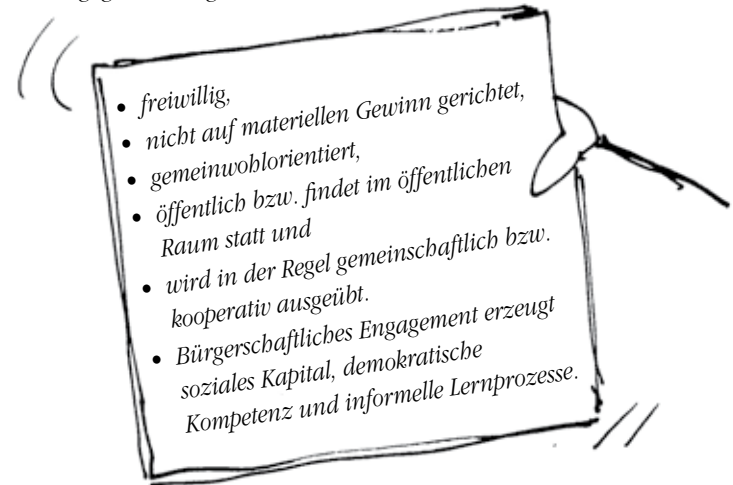 • freiwillig,
• nicht auf materiellen Gewinn gerichtet,
• gemeinwohlorientiert,
• öffentlich bzw. findet im öffentlichen
Raum statt und
• wird in der Regel gemeinschaftlich bzw.
kooperativ ausgeübt.
• Bürgerschaftliches Engagement erzeugt
soziales Kapital, demokratische
Kompetenz und informelle Lernprozesse.